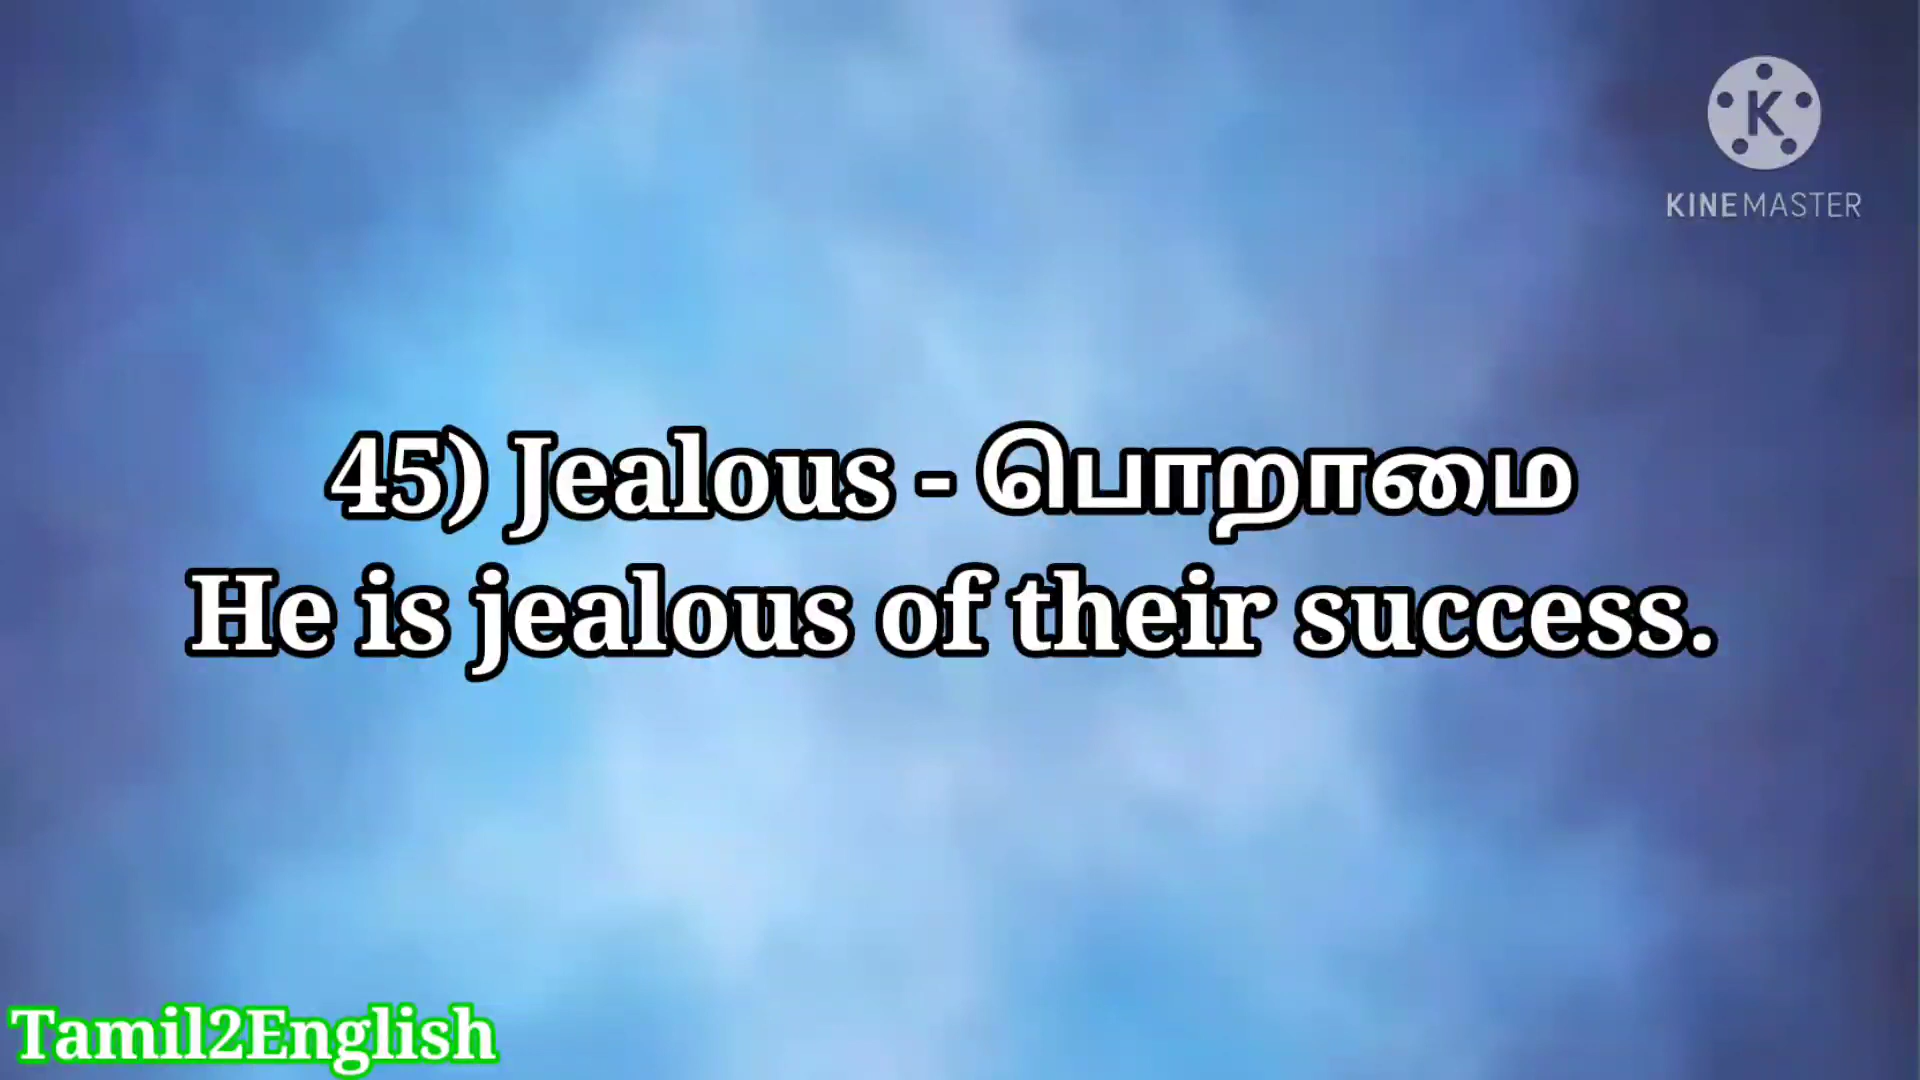 K
KINEMASTER
45) Jealous - பொறாமை
He is jealous of their success.
Tamil2English